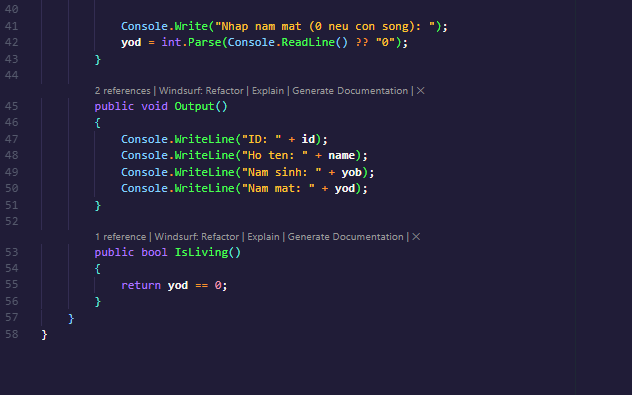 40
41 Console.Write("Nhap nam mat (0 neu con song): ");
42 yod = int.Parse(Console.ReadLine() ?? "0");
43 }
44
2 references | Windsurf: Refactor | Explain | Generate Documentation | ✕
45 public void Output()
46 {
47 Console.WriteLine("ID: " + id);
48 Console.WriteLine("Ho ten: " + name);
49 Console.WriteLine("Nam sinh: " + yob);
50 Console.WriteLine("Nam mat: " + yod);
51 }
52
1 reference | Windsurf: Refactor | Explain | Generate Documentation | ✕
53 public bool IsLiving()
54 {
55 return yod == 0;
56 }
57 }
58 }